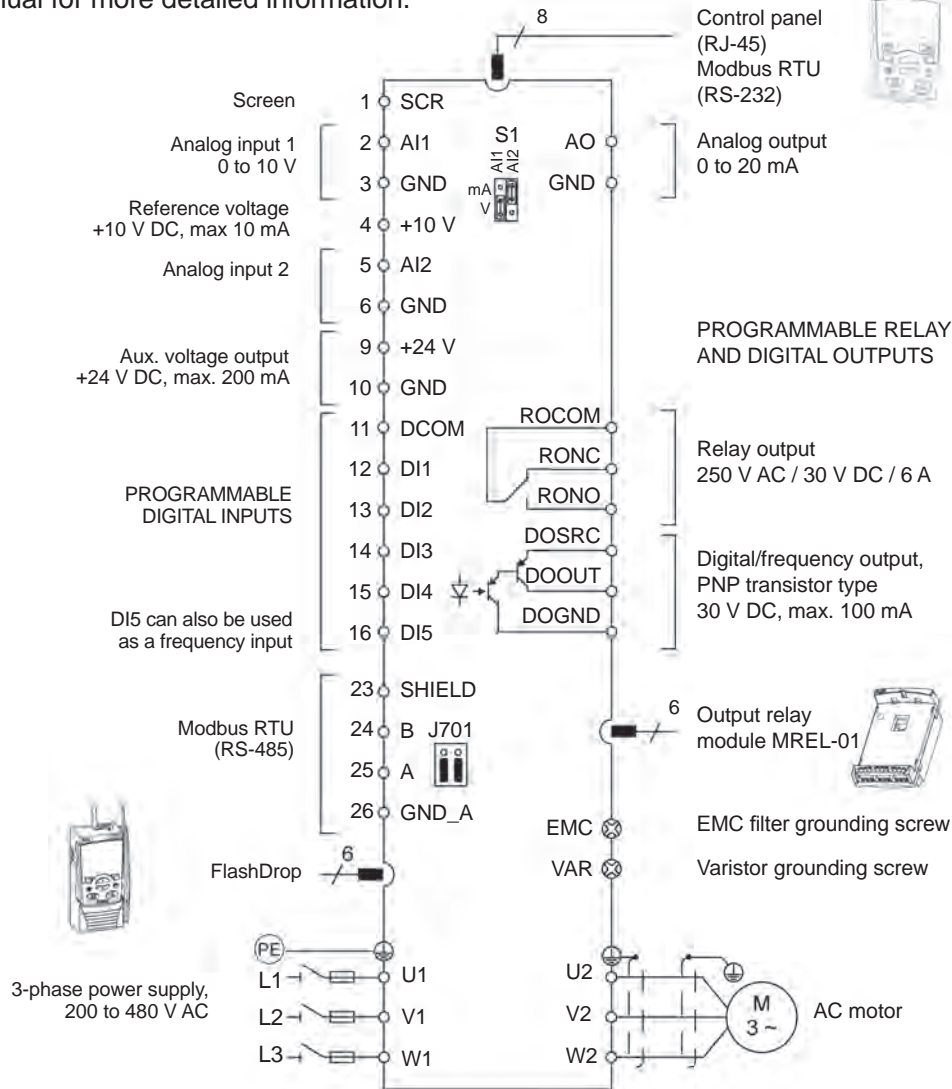 nual for more detailed information.
8
Control panel
(RJ-45)
Modbus RTU
(RS-232)
Screen
1 SCR
Analog input 1
0 to 10 V
2 AI1
3 GND
S1
AI1
AI2
mA
V
AO
GND
Analog output
0 to 20 mA
Reference voltage
+10 V DC, max 10 mA
4 +10 V
Analog input 2
5 AI2
6 GND
Aux. voltage output
+24 V DC, max. 200 mA
9 +24 V
10 GND
PROGRAMMABLE RELAY
AND DIGITAL OUTPUTS
PROGRAMMABLE
DIGITAL INPUTS
11 DCOM
12 DI1
13 DI2
14 DI3
15 DI4
16 DI5
DI5 can also be used
as a frequency input
ROCOM
RONC
RONO
Relay output
250 V AC / 30 V DC / 6 A
DOSRC
DOOUT
DOGND
Digital/frequency output,
PNP transistor type
30 V DC, max. 100 mA
Modbus RTU
(RS-485)
23 SHIELD
24 B
J701
25 A
26 GND_A
6
Output relay
module MREL-01
EMC
EMC filter grounding screw
VAR
Varistor grounding screw
FlashDrop
6
PE
3-phase power supply,
200 to 480 V AC
L1 U1
L2 V1
L3 W1
U2
V2
W2
M
3 ~
AC motor